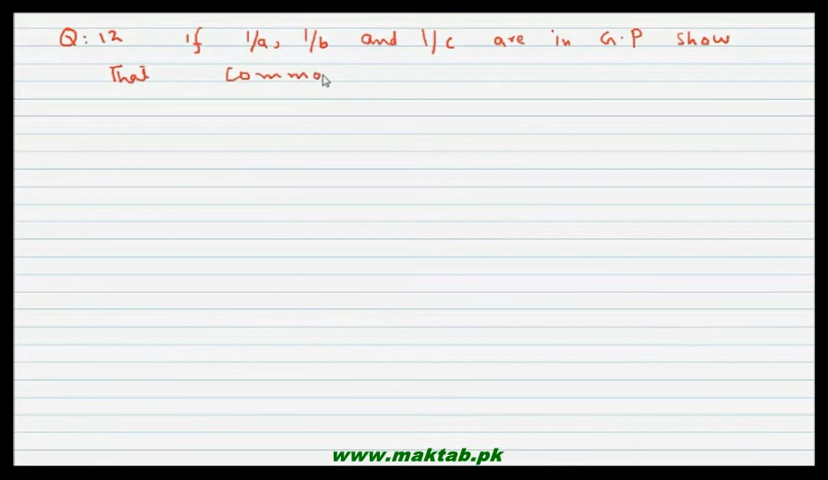 Q: 12 if 1/a, 1/b and 1/c are in G.P show
That Commo
www.maktab.pk